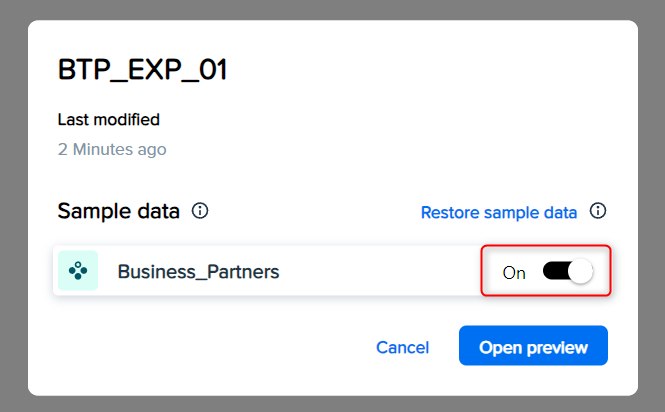 BTP_EXP_01
Last modified
2 Minutes ago
Sample data Restore sample data
Business_Partners On
Cancel Open preview